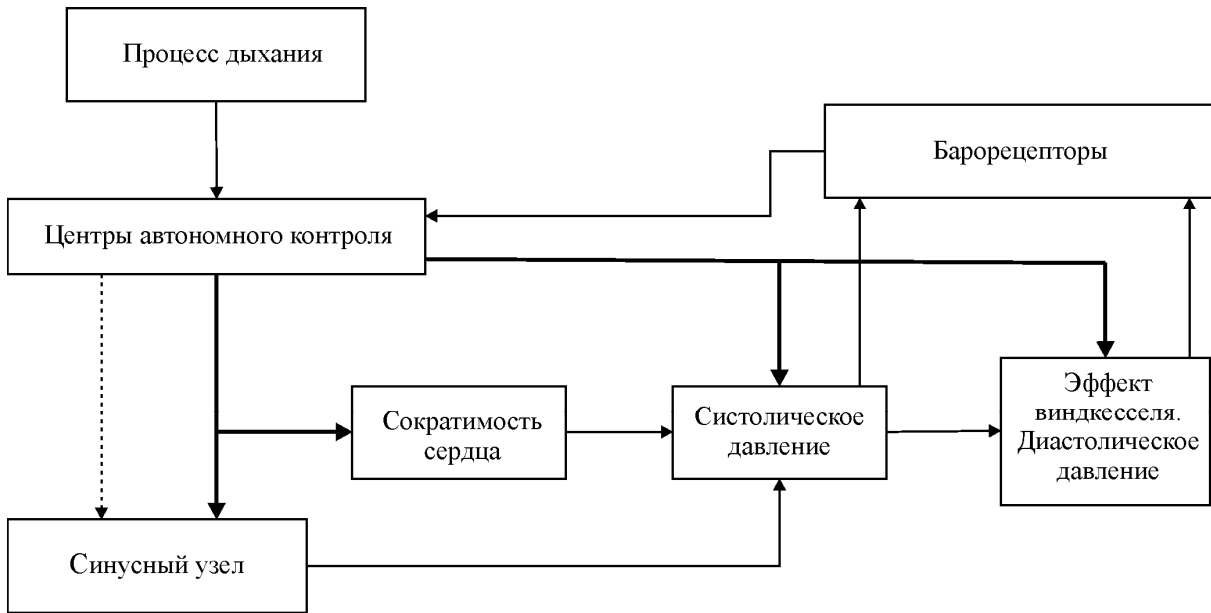 Процесс дыхания
Барорецепторы
Центры автономного контроля
Сократимость
сердца
Систолическое
давление
Эффект
виндкесселя.
Диастолическое
давление
Синусный узел